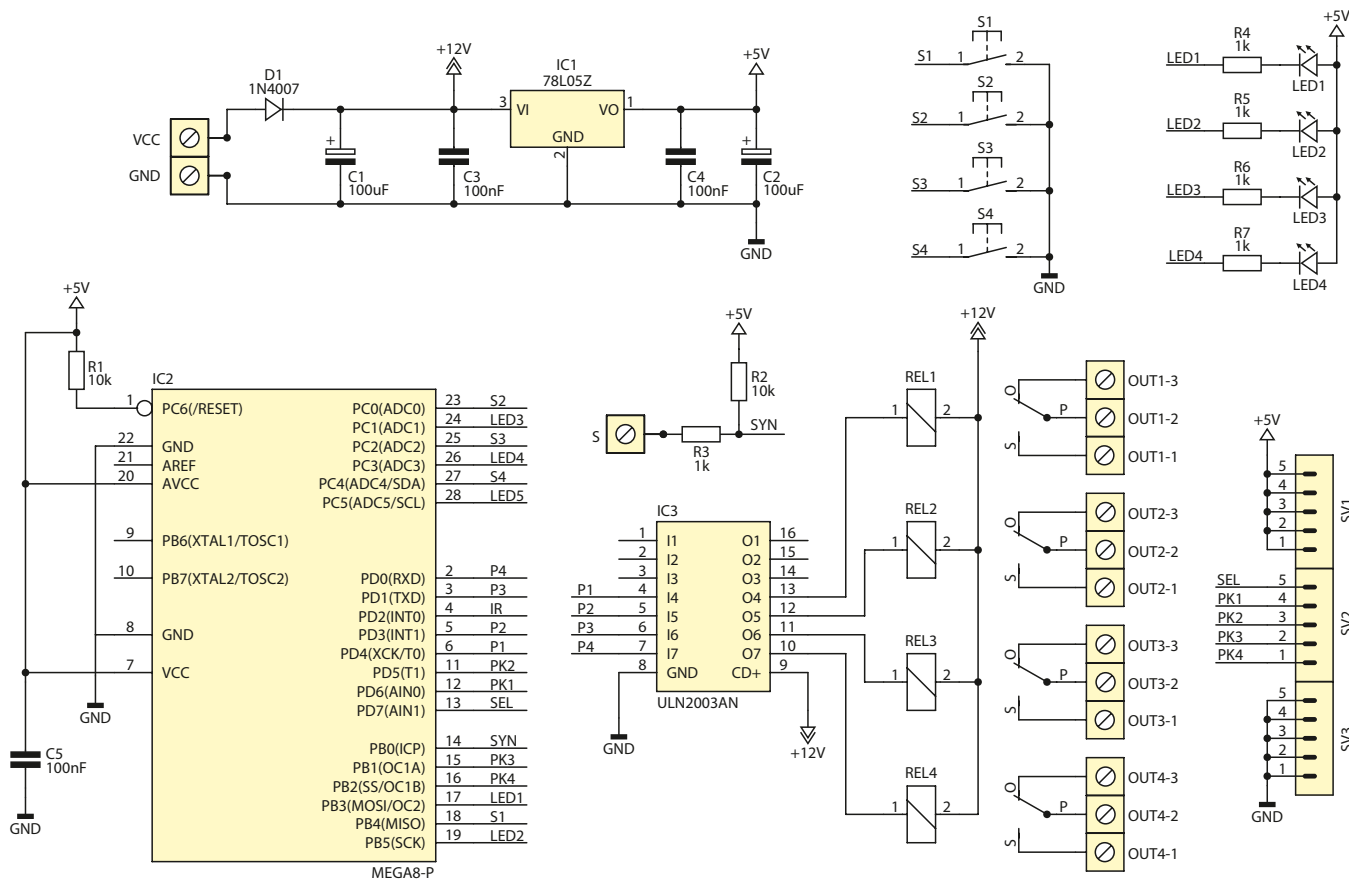 +12V
+5V
D1
1N4007
IC1
78L05Z
3 VI VO 1
GND
2
VCC
GND
+
C1
100uF
C3
100nF
C4
100nF
+
C2
100uF
GND
S1
S1 1 2
S2
S2 1 2
S3
S3 1 2
S4
S4 1 2
GND
+5V
R4
1k
LED1
LED1
R5
1k
LED2
LED2
R6
1k
LED3
LED3
R7
1k
LED4
LED4
+5V
R1
10k
IC2
1 PC6(/RESET)
22 GND
21 AREF
20 AVCC
9 PB6(XTAL1/TOSC1)
10 PB7(XTAL2/TOSC2)
8 GND
7 VCC
GND
C5
100nF
GND
PC0(ADC0) 23 S2
PC1(ADC1) 24 LED3
PC2(ADC2) 25 S3
PC3(ADC3) 26 LED4
PC4(ADC4/SDA) 27 S4
PC5(ADC5/SCL) 28 LED5
PD0(RXD) 2 P4
PD1(TXD) 3 P3
PD2(INT0) 4 IR
PD3(INT1) 5 P2
PD4(XCK/T0) 6 P1
PD5(T1) 11 PK2
PD6(AIN0) 12 PK1
PD7(AIN1) 13 SEL
PB0(ICP) 14 SYN
PB1(OC1A) 15 PK3
PB2(SS/OC1B) 16 PK4
PB3(MOSI/OC2) 17 LED1
PB4(MISO) 18 S1
PB5(SCK) 19 LED2
MEGA8-P
+5V
R2
10k
S
R3
1k
SYN
IC3
1 I1 O1 16
2 I2 O2 15
3 I3 O3 14
P1 4 I4 O4 13
P2 5 I5 O5 12
P3 6 I6 O6 11
P4 7 I7 O7 10
8 GND CD+ 9
ULN2003AN
GND
+12V
+12V
REL1
1 2
REL2
1 2
REL3
1 2
REL4
1 2
O
P
S
OUT1-3
OUT1-2
OUT1-1
O
P
S
OUT2-3
OUT2-2
OUT2-1
O
P
S
OUT3-3
OUT3-2
OUT3-1
O
P
S
OUT4-3
OUT4-2
OUT4-1
+5V
5
4
3
2
1
SV1
SEL 5
PK1 4
PK2 3
PK3 2
PK4 1
SV2
5
4
3
2
1
SV3
GND